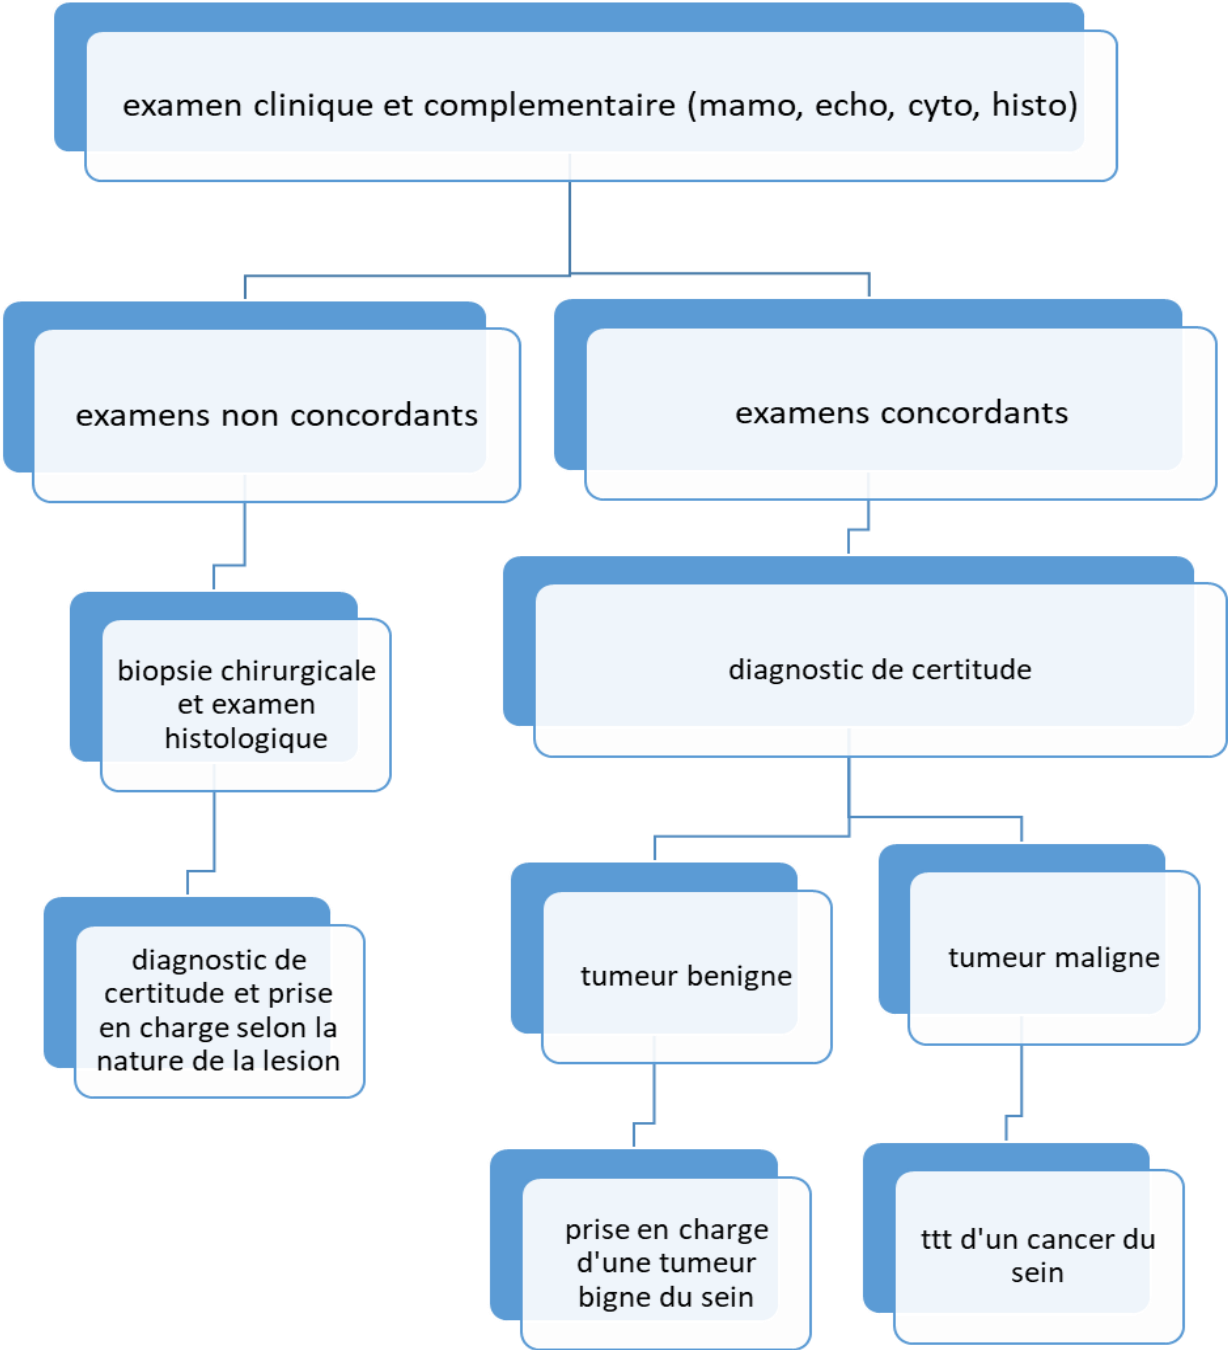 examen clinique et complementaire (mamo, echo, cyto, histo)
examens non concordants
examens concordants
biopsie chirurgicale
et examen
histologique
diagnostic de certitude
diagnostic de
certitude et prise
en charge selon la
nature de la lesion
tumeur benigne
tumeur maligne
prise en charge
d'une tumeur
bigne du sein
ttt d'un cancer du
sein